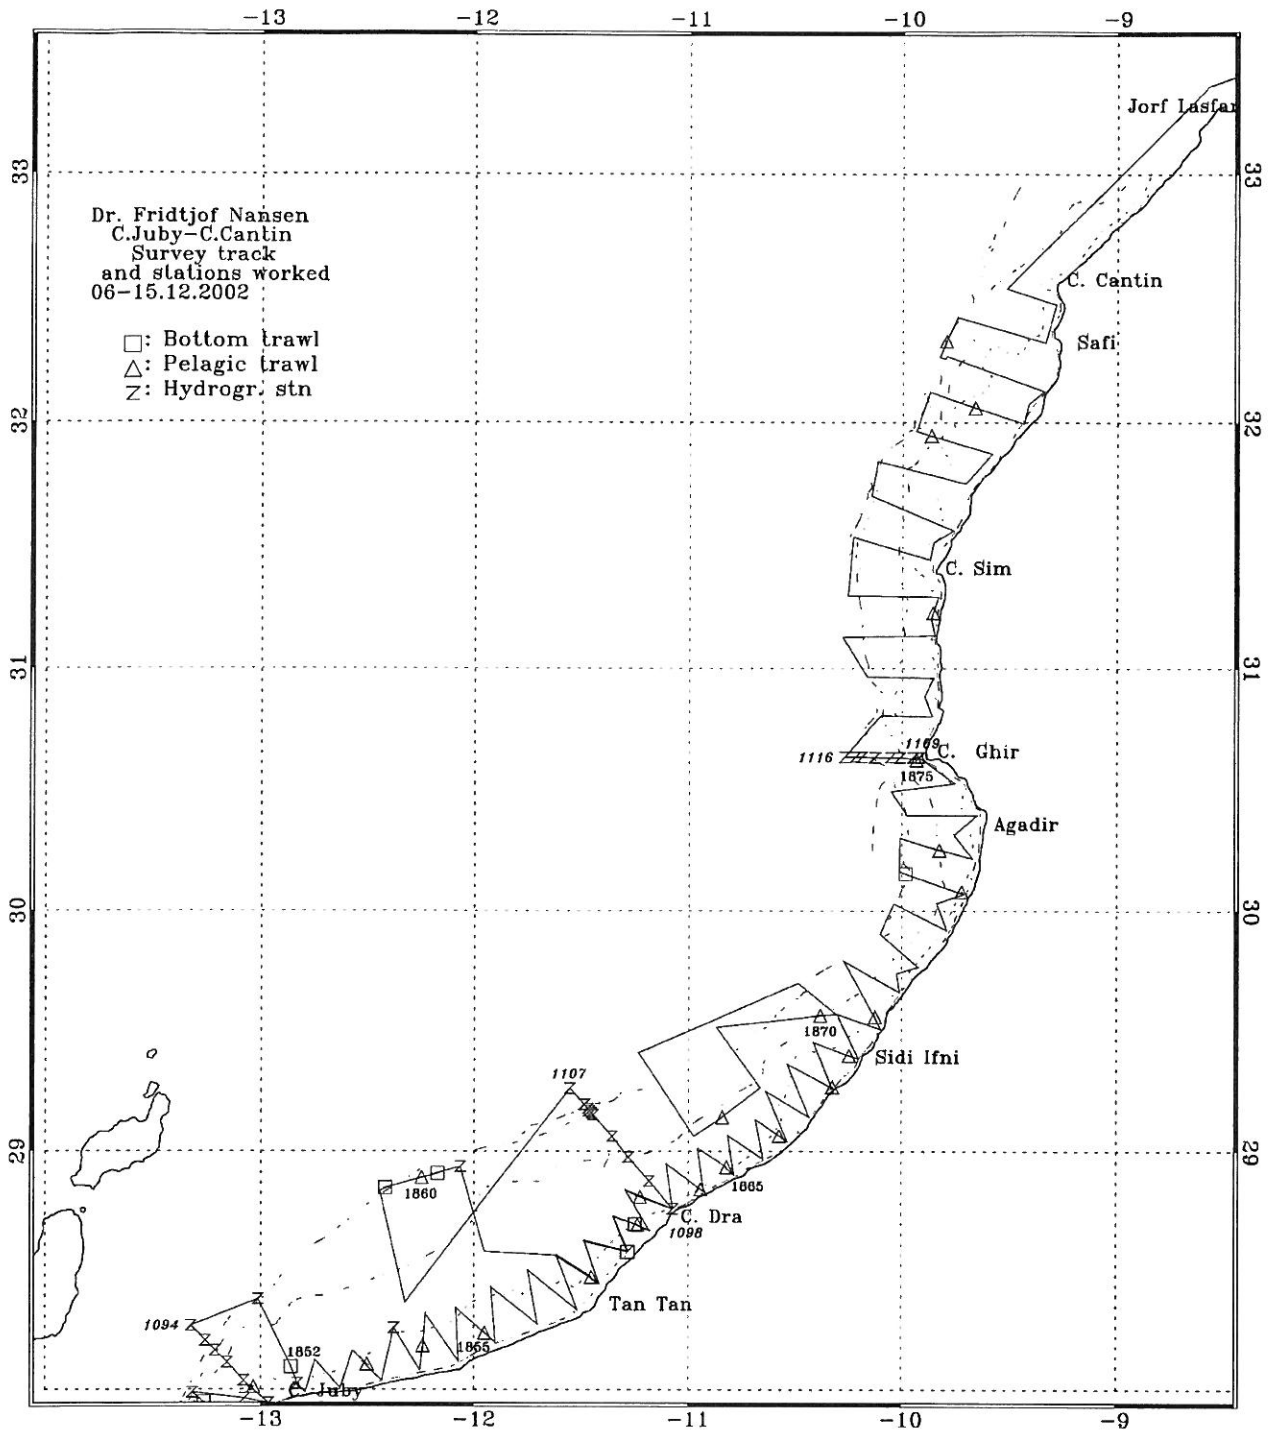 -13 -12 -11 -10 -9
Jorf Lasfar
33 33
Dr. Fridtjof Nansen
C.Juby-C.Cantin
Survey track
and stations worked
06-15.12.2002
C. Cantin
□: Bottom trawl
Safi
△: Pelagic trawl
Z: Hydrogr. stn
32 32
C. Sim
31 31
1169
1116 C. Ghir
1875
Agadir
30 30
1870
Sidi Ifni
1107
29 29
1860 1865
C. Dra
1098
Tan Tan
1094
1852 1855
C. Juby
-13 -12 -11 -10 -9